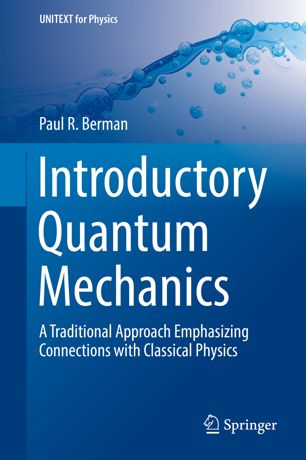 UNITEXT for Physics
Paul R. Berman
Introductory
Quantum
Mechanics
A Traditional Approach Emphasizing
Connections with Classical Physics
Springer